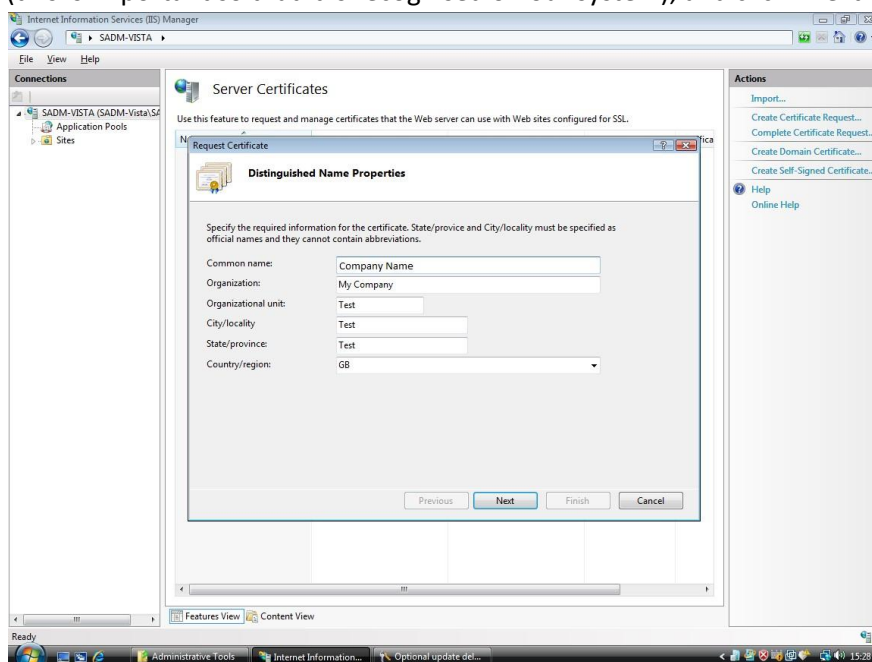 Internet Information Services (IIS) Manager
SADM-VISTA
File View Help
Connections
SADM-VISTA (SADM-Vista\SA
Application Pools
Sites
Server Certificates
Use this feature to request and manage certificates that the Web server can use with Web sites configured for SSL.
Request Certificate
Distinguished Name Properties
Specify the required information for the certificate. State/provice and City/locality must be specified as
official names and they cannot contain abbreviations.
Common name: Company Name
Organization: My Company
Organizational unit: Test
City/locality Test
State/province: Test
Country/region: GB
Previous Next Finish Cancel
Features View Content View
Actions
Import...
Create Certificate Request...
Complete Certificate Request..
Create Domain Certificate...
Create Self-Signed Certificate..
Help
Online Help
Ready
Administrative Tools Internet Information... Optional update del... 15:28